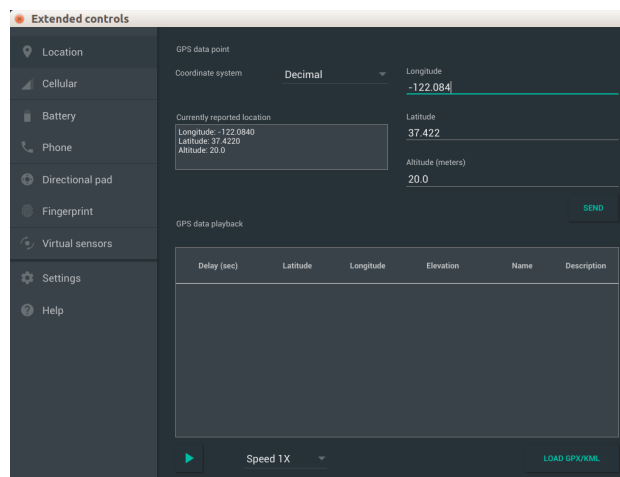 Extended controls
Location
Cellular
Battery
Phone
Directional pad
Fingerprint
Virtual sensors
Settings
Help
GPS data point
Coordinate system Decimal
Longitude
-122.084
Currently reported location
Longitude: -122.0840
Latitude: 37.4220
Altitude: 20.0
Latitude
37.422
Altitude (meters)
20.0
SEND
GPS data playback
Delay (sec) Latitude Longitude Elevation Name Description
Speed 1X
LOAD GPX/KML